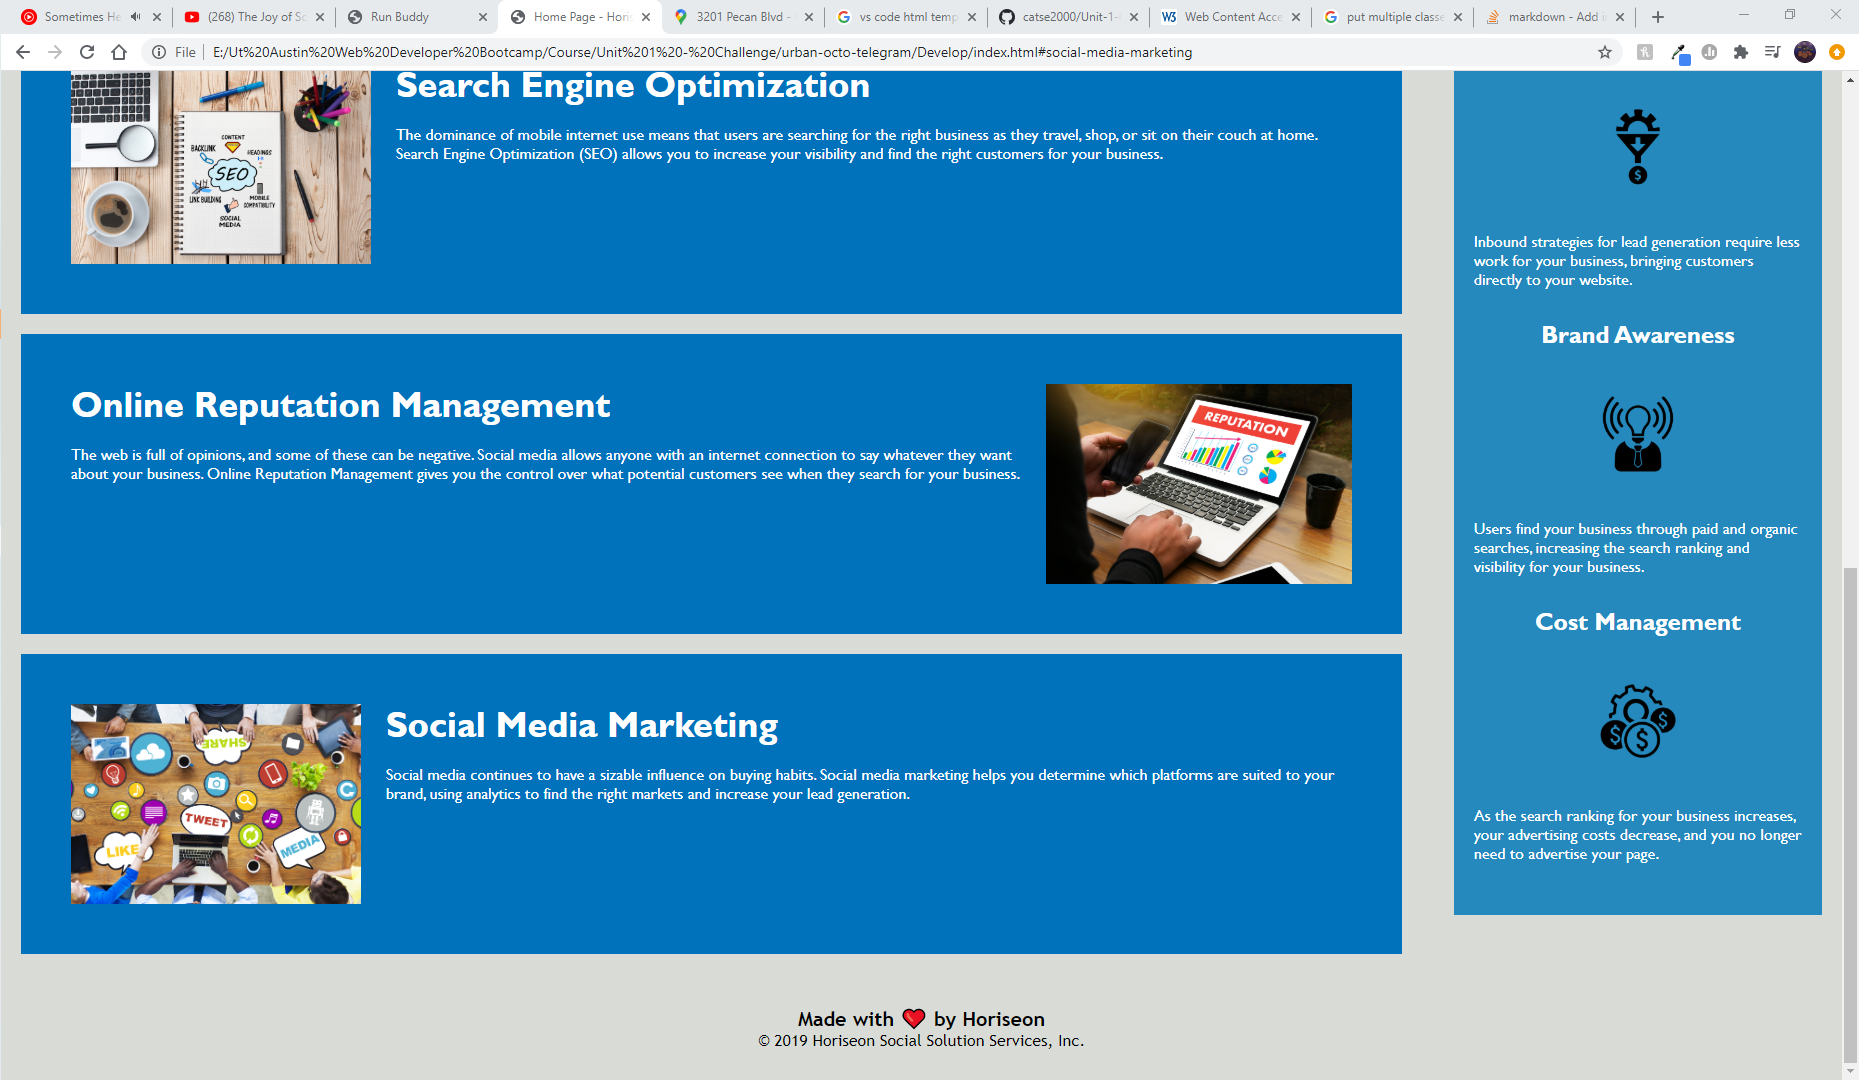 Sometimes He
(268) The Joy of Sc
Run Buddy
Home Page - Horis
3201 Pecan Blvd -
vs code html temp
catse2000/Unit-1-
Web Content Acce
put multiple classe
markdown - Add i
File
E:/Ut%20Austin%20Web%20Developer%20Bootcamp/Course/Unit%201%20-%20Challenge/urban-octo-telegram/Develop/index.html#social-media-marketing
Search Engine Optimization
The dominance of mobile internet use means that users are searching for the right business as they travel, shop, or sit on their couch at home.
Search Engine Optimization (SEO) allows you to increase your visibility and find the right customers for your business.
CONTENT
BACKLINK
HEADINGS
SEO
LINK BUILDING
MOBILE
COMPATIBILITY
SOCIAL
MEDIA
Online Reputation Management
The web is full of opinions, and some of these can be negative. Social media allows anyone with an internet connection to say whatever they want
about your business. Online Reputation Management gives you the control over what potential customers see when they search for your business.
REPUTATION
Social Media Marketing
Social media continues to have a sizable influence on buying habits. Social media marketing helps you determine which platforms are suited to your
brand, using analytics to find the right markets and increase your lead generation.
SHARE
TWEET
LIKE
MEDIA
Inbound strategies for lead generation require less
work for your business, bringing customers
directly to your website.
Brand Awareness
Users find your business through paid and organic
searches, increasing the search ranking and
visibility for your business.
Cost Management
As the search ranking for your business increases,
your advertising costs decrease, and you no longer
need to advertise your page.
Made with ❤️ by Horiseon
© 2019 Horiseon Social Solution Services, Inc.